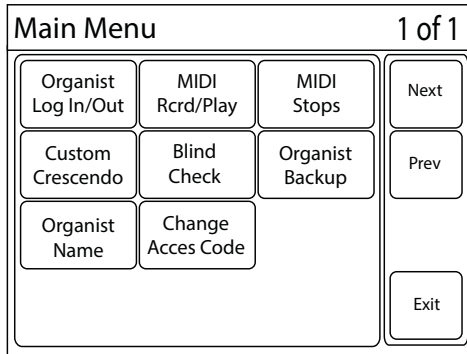 Main Menu 1 of 1
Organist
Log In/Out
MIDI
Rcrd/Play
MIDI
Stops
Next
Custom
Crescendo
Blind
Check
Organist
Backup
Prev
Organist
Name
Change
Acces Code
Exit